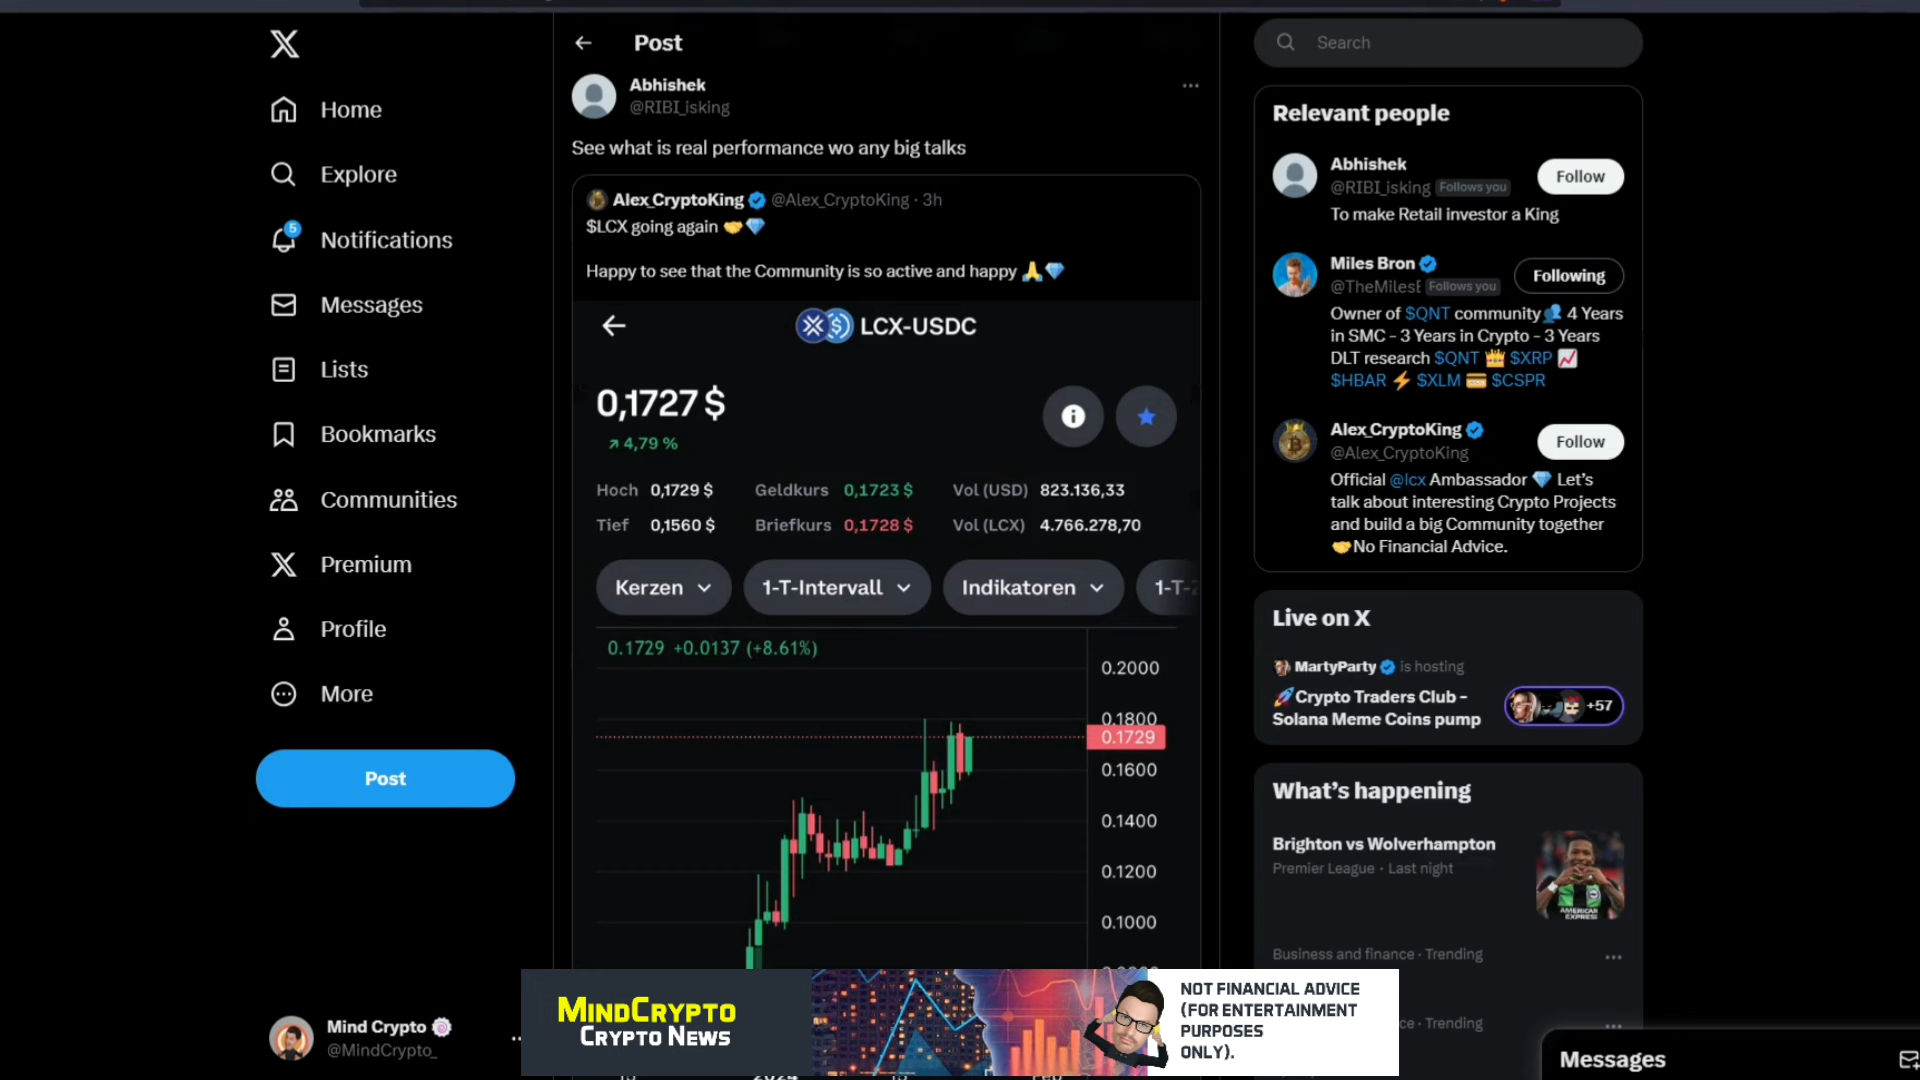 Home
Explore
5
Notifications
Messages
Lists
Bookmarks
Communities
Premium
Profile
More
Post
Mind Crypto
@MindCrypto_
Post
Abhishek
@RIBI_isking
See what is real performance wo any big talks
Alex_CryptoKing @Alex_CryptoKing · 3h
$LCX going again 🤝💎
Happy to see that the Community is so active and happy 🙏💎
LCX-USDC
0,1727 $
↗ 4,79 %
Hoch 0,1729 $ Geldkurs 0,1723 $ Vol (USD) 823.136,33
Tief 0,1560 $ Briefkurs 0,1728 $ Vol (LCX) 4.766.278,70
Kerzen 1-T-Intervall Indikatoren 1-T-
0.1729 +0.0137 (+8.61%)
0.2000
0.1800
0.1729
0.1600
0.1400
0.1200
0.1000
MINDCRYPTO
CRYPTO NEWS
NOT FINANCIAL ADVICE
(FOR ENTERTAINMENT
PURPOSES
ONLY).
Search
Relevant people
Abhishek
@RIBI_isking Follows you
Follow
To make Retail investor a King
Miles Bron
@TheMilesB Follows you
Following
Owner of $QNT community👥 4 Years
in SMC - 3 Years in Crypto - 3 Years
DLT research $QNT 👑 $XRP 📈
$HBAR ⚡ $XLM 💳 $CSPR
Alex_CryptoKing
@Alex_CryptoKing
Follow
Official @lcx Ambassador 💎 Let's
talk about interesting Crypto Projects
and build a big Community together
🤝No Financial Advice.
Live on X
MartyParty is hosting
🚀Crypto Traders Club -
Solana Meme Coins pump
+57
What's happening
Brighton vs Wolverhampton
Premier League · Last night
AMERICAN
EXPRESS
Business and finance · Trending
ce · Trending
Messages